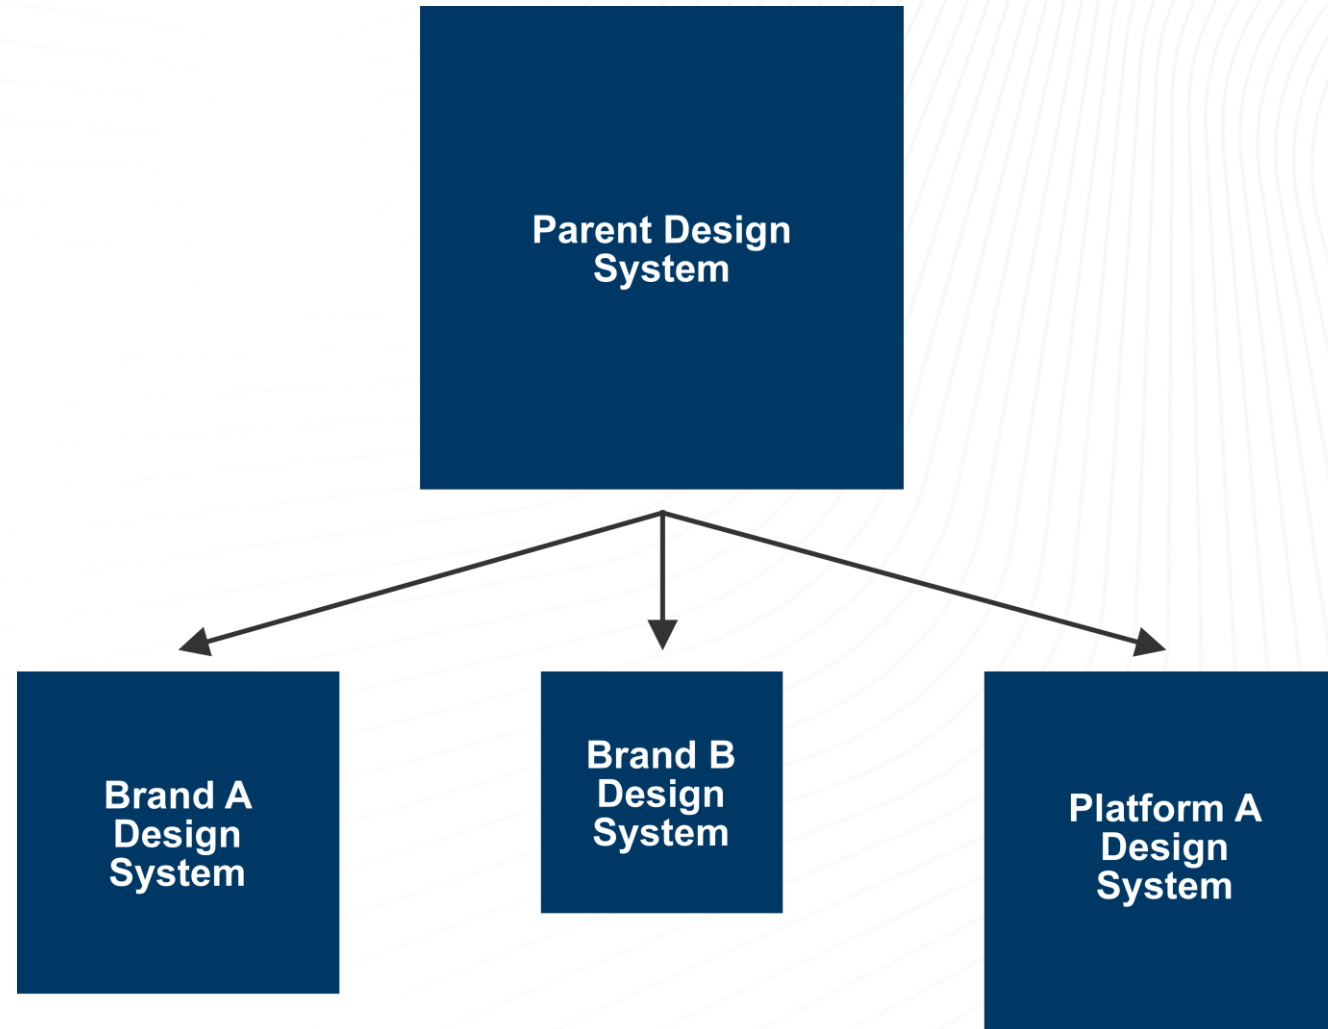 Parent Design
System
Brand A
Design
System
Brand B
Design
System
Platform A
Design
System